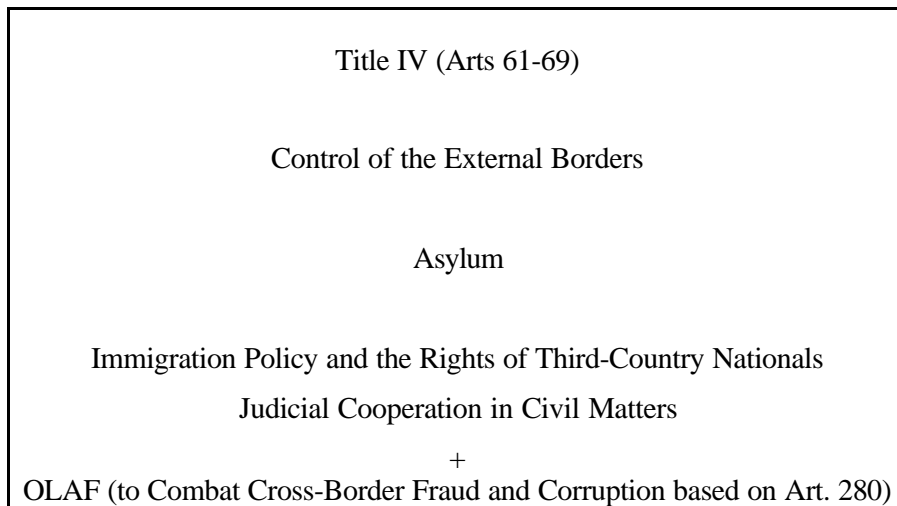 Title IV (Arts 61-69)
Control of the External Borders
Asylum
Immigration Policy and the Rights of Third-Country Nationals
Judicial Cooperation in Civil Matters
+
OLAF (to Combat Cross-Border Fraud and Corruption based on Art. 280)